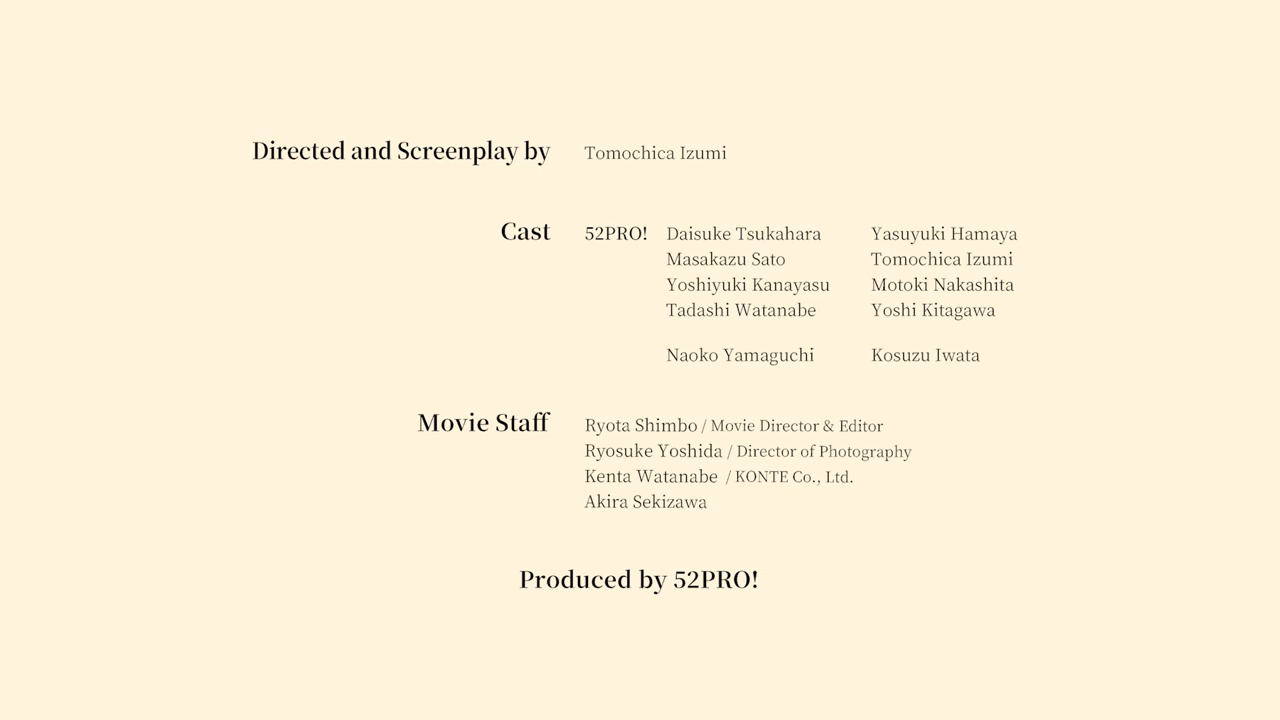 Directed and Screenplay by Tomochica Izumi
Cast 52PRO! Daisuke Tsukahara Yasuyuki Hamaya
Masakazu Sato Tomochica Izumi
Yoshiyuki Kanayasu Motoki Nakashita
Tadashi Watanabe Yoshi Kitagawa
Naoko Yamaguchi Kosuzu Iwata
Movie Staff Ryota Shimbo / Movie Director & Editor
Ryosuke Yoshida / Director of Photography
Kenta Watanabe / KONTE Co., Ltd.
Akira Sekizawa
Produced by 52PRO!